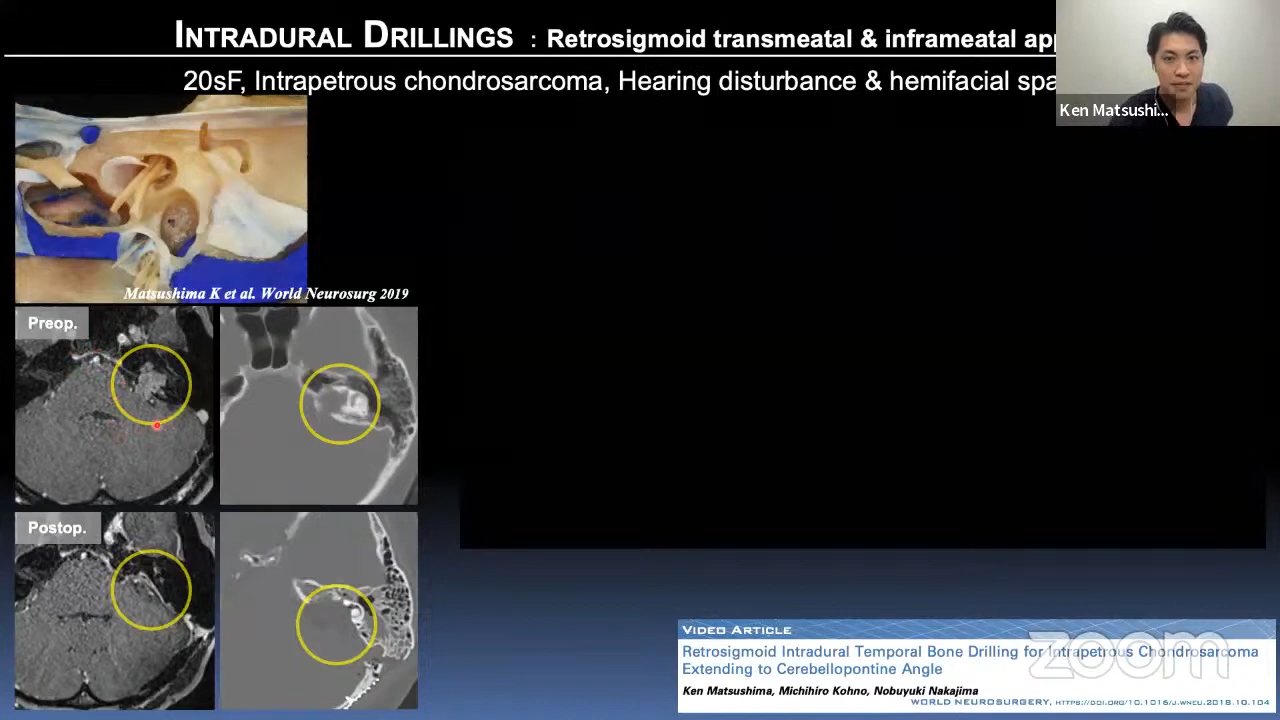 INTRADURAL DRILLINGS : Retrosigmoid transmeatal & inframeatal app
20sF, Intrapetrous chondrosarcoma, Hearing disturbance & hemifacial spa
Ken Matsushi...
Matsushima K et al. World Neurosurg 2019
Preop.
Postop.
VIDEO ARTICLE
Retrosigmoid Intradural Temporal Bone Drilling for Intrapetrous Chondrosarcoma
Extending to Cerebellopontine Angle
Ken Matsushima, Michihiro Kohno, Nobuyuki Nakajima
WORLD NEUROSURGERY, HTTPS://DOI.ORG/10.1016/J.WNEU.2018.10.104
zoom